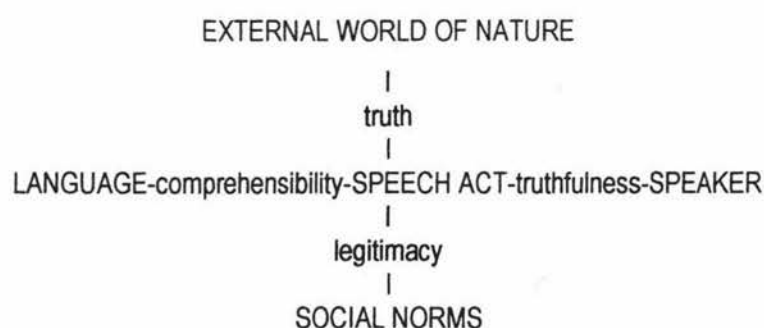 EXTERNAL WORLD OF NATURE
|
truth
|
LANGUAGE-comprehensibility-SPEECH ACT-truthfulness-SPEAKER
|
legitimacy
|
SOCIAL NORMS